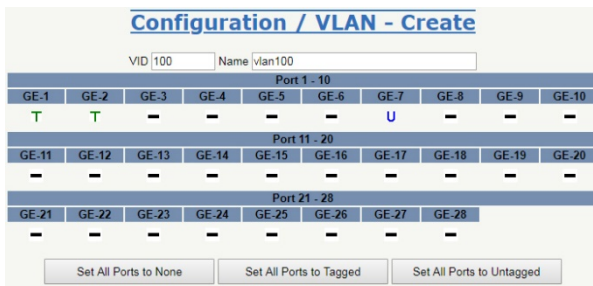 Configuration / VLAN - Create
VID 100 Name vlan100
Port 1 - 10
GE-1 GE-2 GE-3 GE-4 GE-5 GE-6 GE-7 GE-8 GE-9 GE-10
T T - - - - U - - -
Port 11 - 20
GE-11 GE-12 GE-13 GE-14 GE-15 GE-16 GE-17 GE-18 GE-19 GE-20
- - - - - - - - - -
Port 21 - 28
GE-21 GE-22 GE-23 GE-24 GE-25 GE-26 GE-27 GE-28
- - - - - - - -
Set All Ports to None Set All Ports to Tagged Set All Ports to Untagged